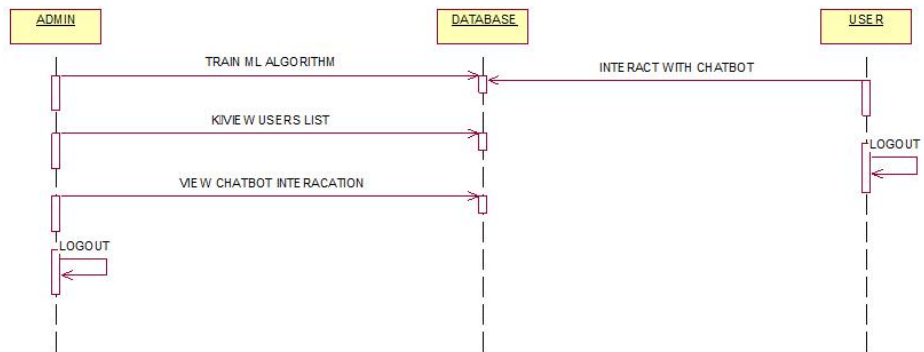 ADMIN
DATABASE
USER
TRAIN ML ALGORITHM
INTERACT WITH CHATBOT
KIVIEW USERS LIST
LOGOUT
VIEW CHATBOT INTERACATION
LOGOUT